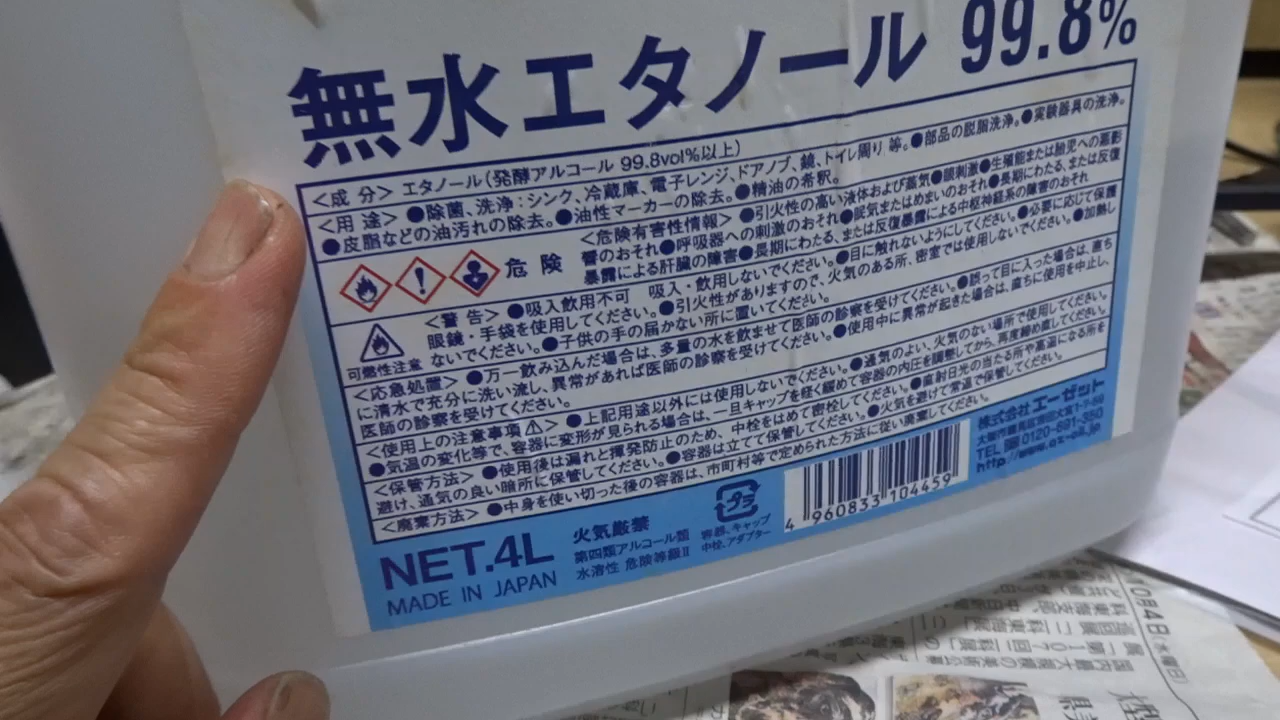 無水エタノール 99.8%
<成 分> エタノール(発酵アルコール 99.8vol%以上)
<用 途> ●除菌、洗浄:シンク、冷蔵庫、電子レンジ、ドアノブ、鏡、トイレ周り 等。●部品の脱脂洗浄。●実験器具の洗浄。
●皮脂などの油汚れの除去。●油性マーカーの除去。●精油の希釈。
危 険
<危険有害性情報> ●引火性の高い液体および蒸気●眼刺激●生殖能または胎児への悪影
響のおそれ●呼吸器への刺激のおそれ●眠気またはめまいのおそれ●長期にわたる、または反復
暴露による肝臓の障害●長期にわたる、または反復暴露による中枢神経系の障害のおそれ
可燃性注意
<警 告> ●吸入飲用不可 吸入・飲用しないでください。●目に触れないようにしてください。●必要に応じて保護
眼鏡・手袋を使用してください。●引火性がありますので、火気のある所、密室では使用しないでください。●加熱し
ないでください。●子供の手の届かない所に置いてください。
<応急処置> ●万一飲み込んだ場合は、多量の水を飲ませて医師の診察を受けてください。●誤って目に入った場合は、直ち
に清水で充分に洗い流し、異常があれば医師の診察を受けてください。●使用中に異常が起きた場合は、直ちに使用を中止し、
医師の診察を受けてください。
<使用上の注意事項⚠> ●上記用途以外には使用しないでください。●通気のよい、火気のない場所で使用してください。
●気温の変化等で、容器に変形が見られる場合は、一旦キャップを軽く緩めて容器の内圧を調整してから、再度締め直してください。
<保管方法> ●使用後は漏れと揮発防止のため、中栓をはめて密栓してください。●直射日光の当たる所や高温になる所を
避け、通気の良い暗所に保管してください。●容器は立てて保管してください。●火気を避けて常温で保管してください。
<廃棄方法> ●中身を使い切った後の容器は、市町村等で定められた方法に従い廃棄してください。
NET.4L
MADE IN JAPAN
火気厳禁
第四類アルコール類
水溶性 危険等級II
プラ
容器、キャップ
中栓、アダプター
4 960833 104459
株式会社 エーゼット
TEL 0120-891-350
10月4日(水曜日)